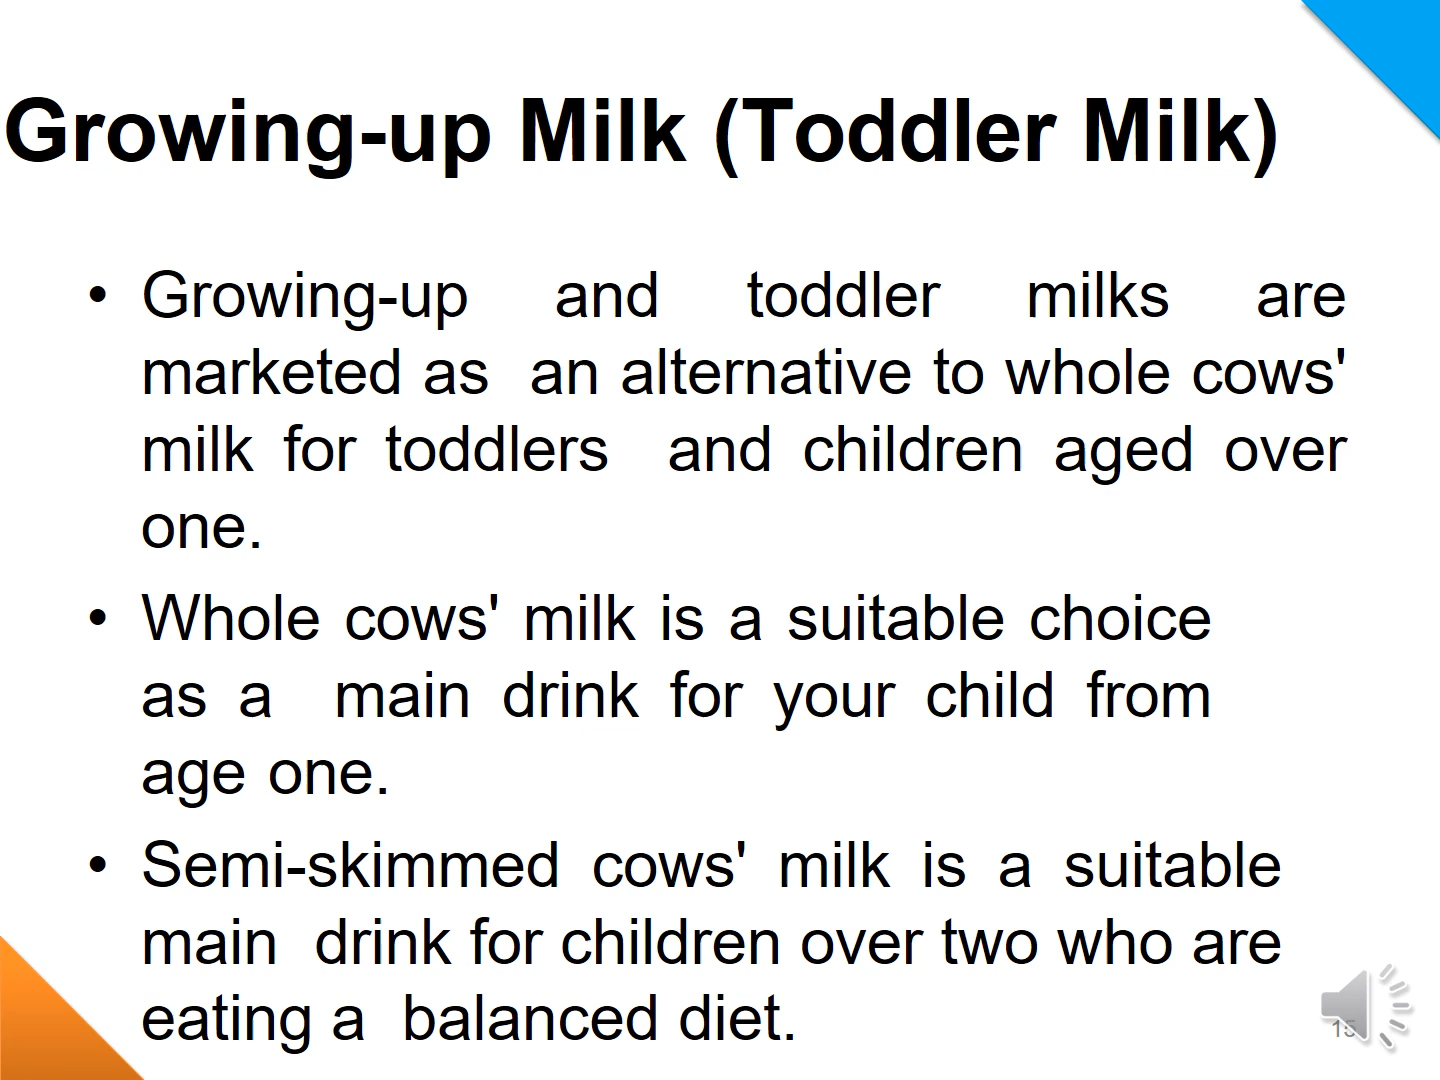 Growing-up Milk (Toddler Milk)
• Growing-up and toddler milks are
marketed as an alternative to whole cows'
milk for toddlers and children aged over
one.
• Whole cows' milk is a suitable choice
as a main drink for your child from
age one.
• Semi-skimmed cows' milk is a suitable
main drink for children over two who are
eating a balanced diet.
15